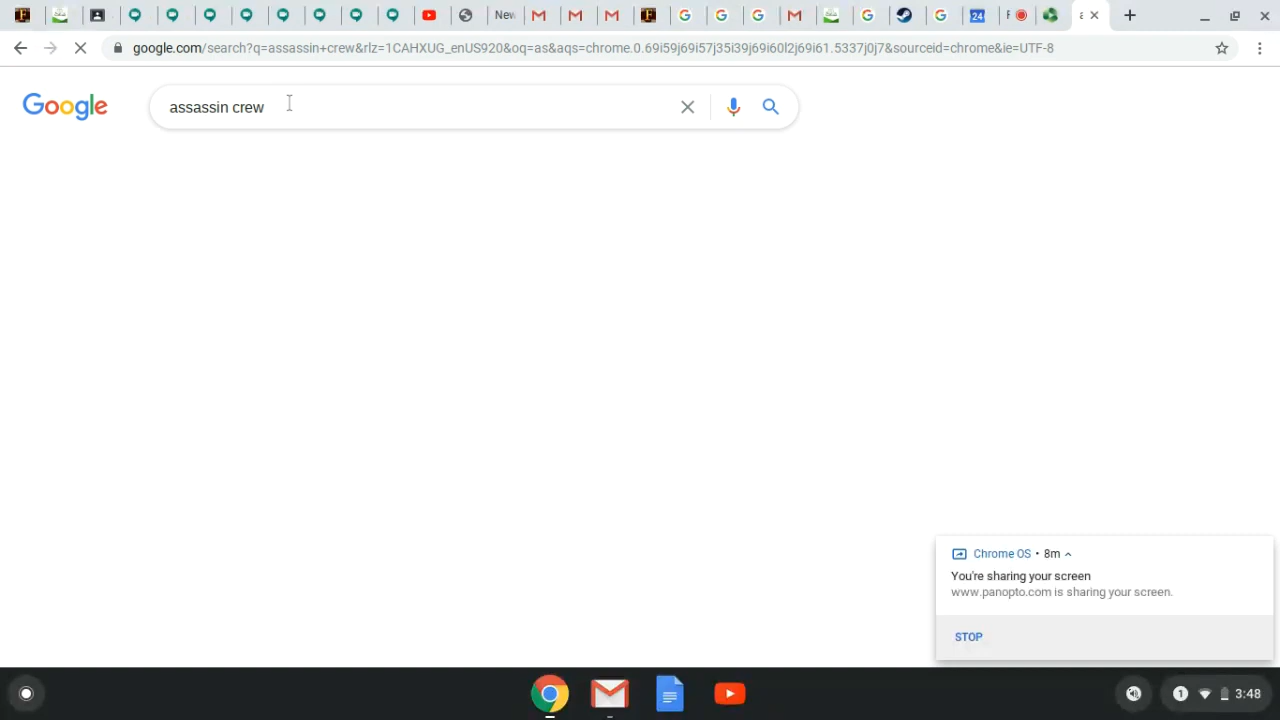 New
24
google.com/search?q=assassin+crew&rlz=1CAHXUG_enUS920&oq=as&aqs=chrome.0.69i59j69i57j35i39j69i60l2j69i61.5337j0j7&sourceid=chrome&ie=UTF-8
Google
assassin crew
Chrome OS • 8m
You're sharing your screen
www.panopto.com is sharing your screen.
STOP
1
3:48